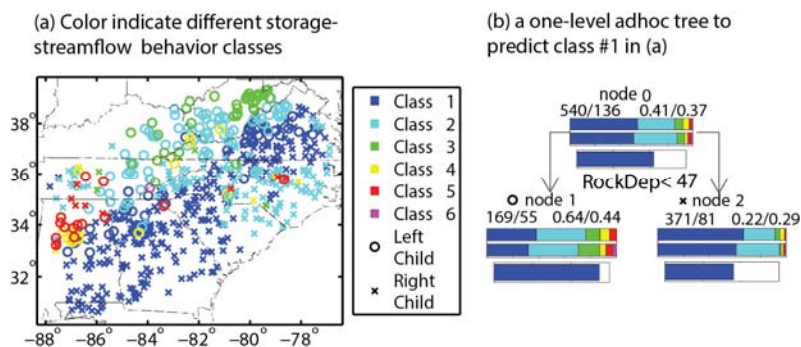 (a) Color indicate different storage-
streamflow behavior classes
38°
36°
34°
32°
−88° −86° −84° −82° −80° −78°
Class 1
Class 2
Class 3
Class 4
Class 5
Class 6
Left
Child
Right
Child
(b) a one-level adhoc tree to
predict class #1 in (a)
node 0
540/136 0.41/0.37
RockDep< 47
node 1
169/55 0.64/0.44
node 2
371/81 0.22/0.29